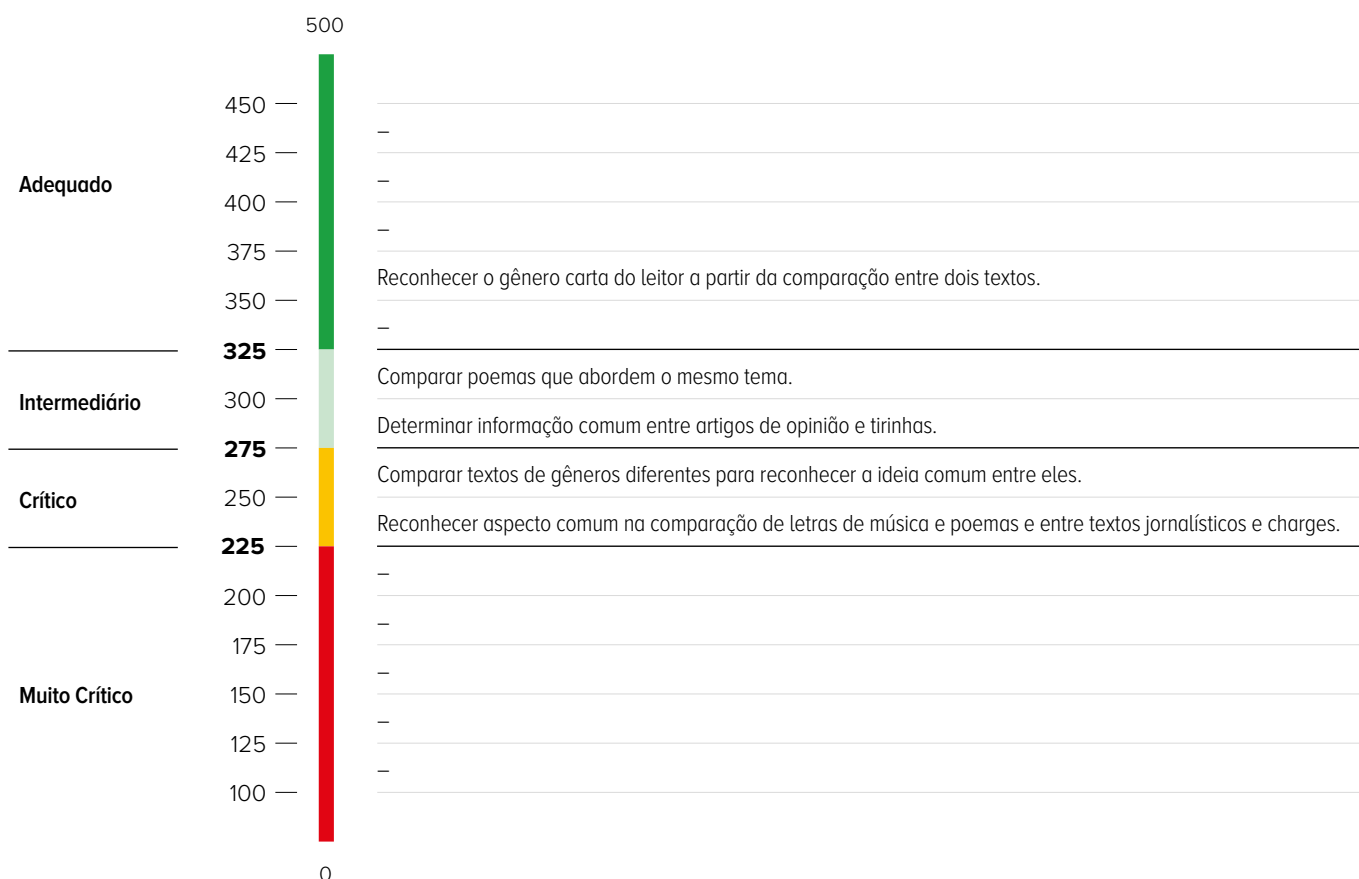 500
450
–
425
–
Adequado
400
–
375
Reconhecer o gênero carta do leitor a partir da comparação entre dois textos.
350
–
325
Comparar poemas que abordem o mesmo tema.
Intermediário
300
Determinar informação comum entre artigos de opinião e tirinhas.
275
Comparar textos de gêneros diferentes para reconhecer a ideia comum entre eles.
Crítico
250
Reconhecer aspecto comum na comparação de letras de música e poemas e entre textos jornalísticos e charges.
225
–
200
–
175
–
Muito Crítico
150
–
125
–
100
0